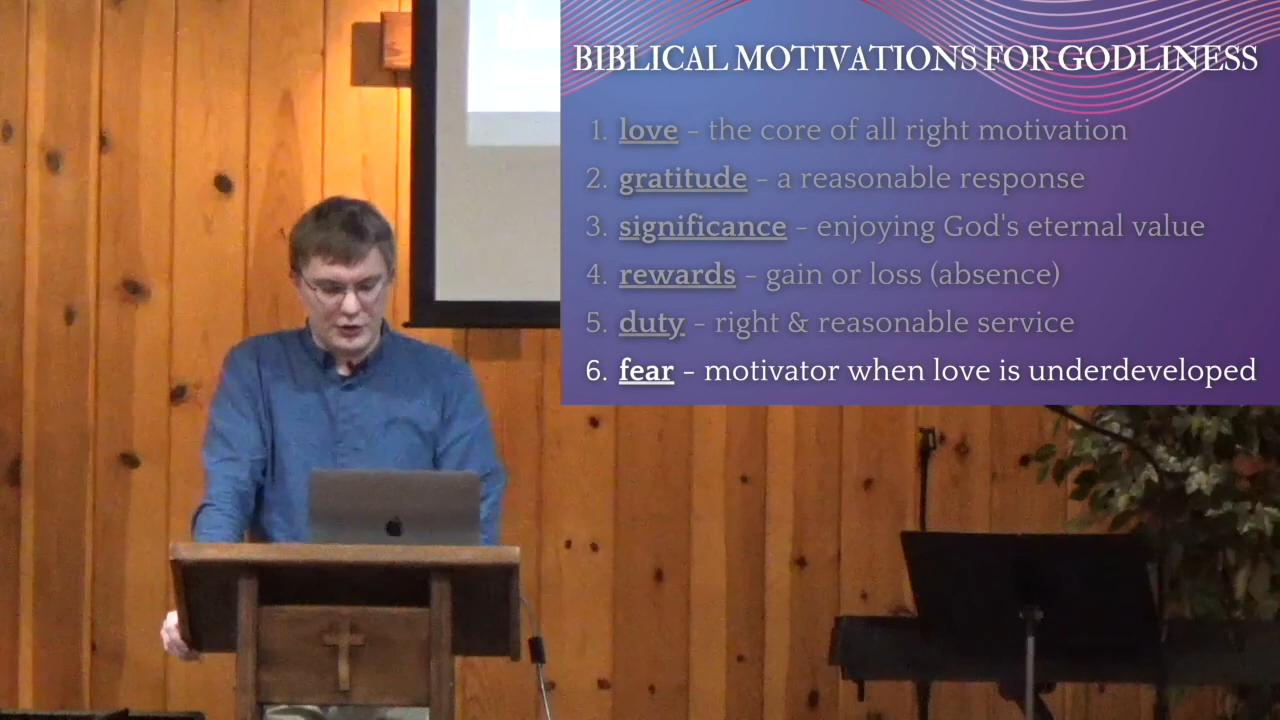 BIBLICAL MOTIVATIONS FOR GODLINESS
1. love - the core of all right motivation
2. gratitude - a reasonable response
3. significance - enjoying God's eternal value
4. rewards - gain or loss (absence)
5. duty - right & reasonable service
6. fear - motivator when love is underdeveloped